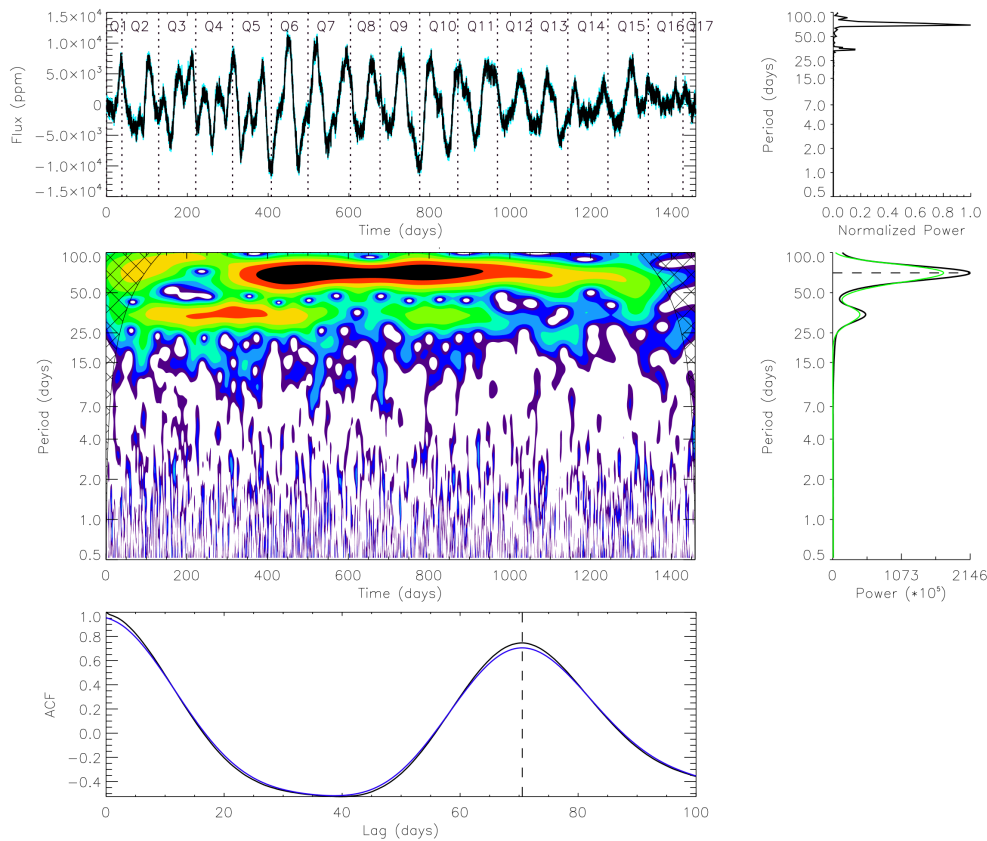 Q1 Q2 Q3 Q4 Q5 Q6 Q7 Q8 Q9 Q10 Q11 Q12 Q13 Q14 Q15 Q16 Q17
1.5×10⁴
1.0×10⁴
5.0×10³
0
−5.0×10³
−1.0×10⁴
−1.5×10⁴
Flux (ppm)
0 200 400 600 800 1000 1200 1400
Time (days)
100.0
50.0
25.0
15.0
7.0
4.0
2.0
1.0
0.5
Period (days)
0 200 400 600 800 1000 1200 1400
Time (days)
1.0
0.8
0.6
0.4
0.2
0.0
−0.2
−0.4
ACF
0 20 40 60 80 100
Lag (days)
100.0
50.0
25.0
15.0
7.0
4.0
2.0
1.0
0.5
Period (days)
0.0 0.2 0.4 0.6 0.8 1.0
Normalized Power
100.0
50.0
25.0
15.0
7.0
4.0
2.0
1.0
0.5
Period (days)
0 1073 2146
Power (*10⁵)